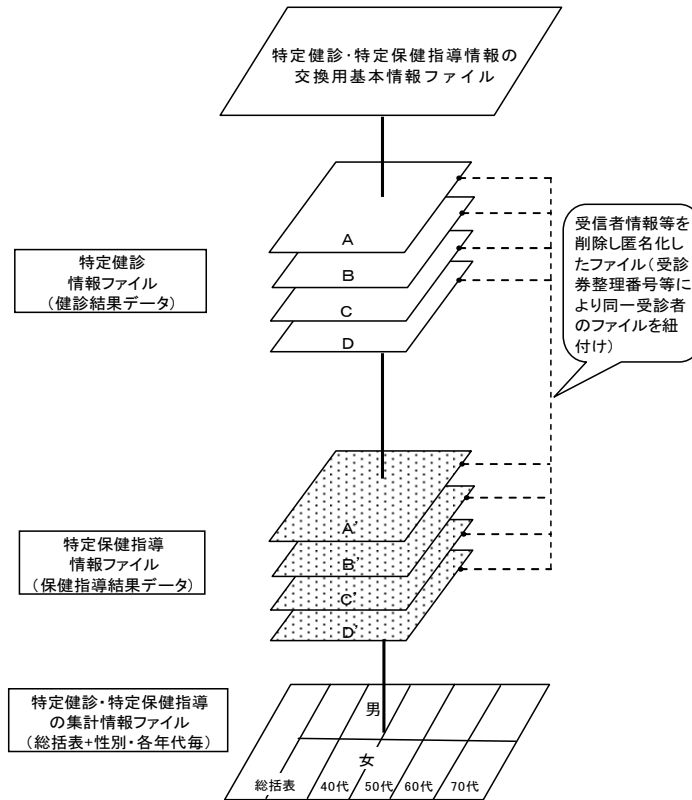 特定健診･特定保健指導情報の
交換用基本情報ファイル
A
B
C
D
特定健診
情報ファイル
(健診結果データ)
受信者情報等を
削除し匿名化し
たファイル(受診
券整理番号等に
より同一受診者
のファイルを紐
付け)
A'
B'
C'
D'
特定保健指導
情報ファイル
(保健指導結果データ)
特定健診･特定保健指導
の集計情報ファイル
(総括表+性別･各年代毎)
男
女
総括表 40代 50代 60代 70代